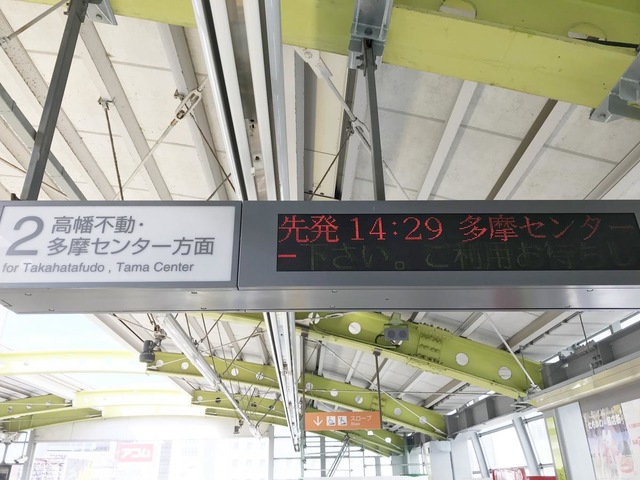 2
高幡不動・
多摩センター方面
for Takahatafudo , Tama Center
先発 14:29 多摩センター
下さい。ご利用お待ちし
スロープ
アコム